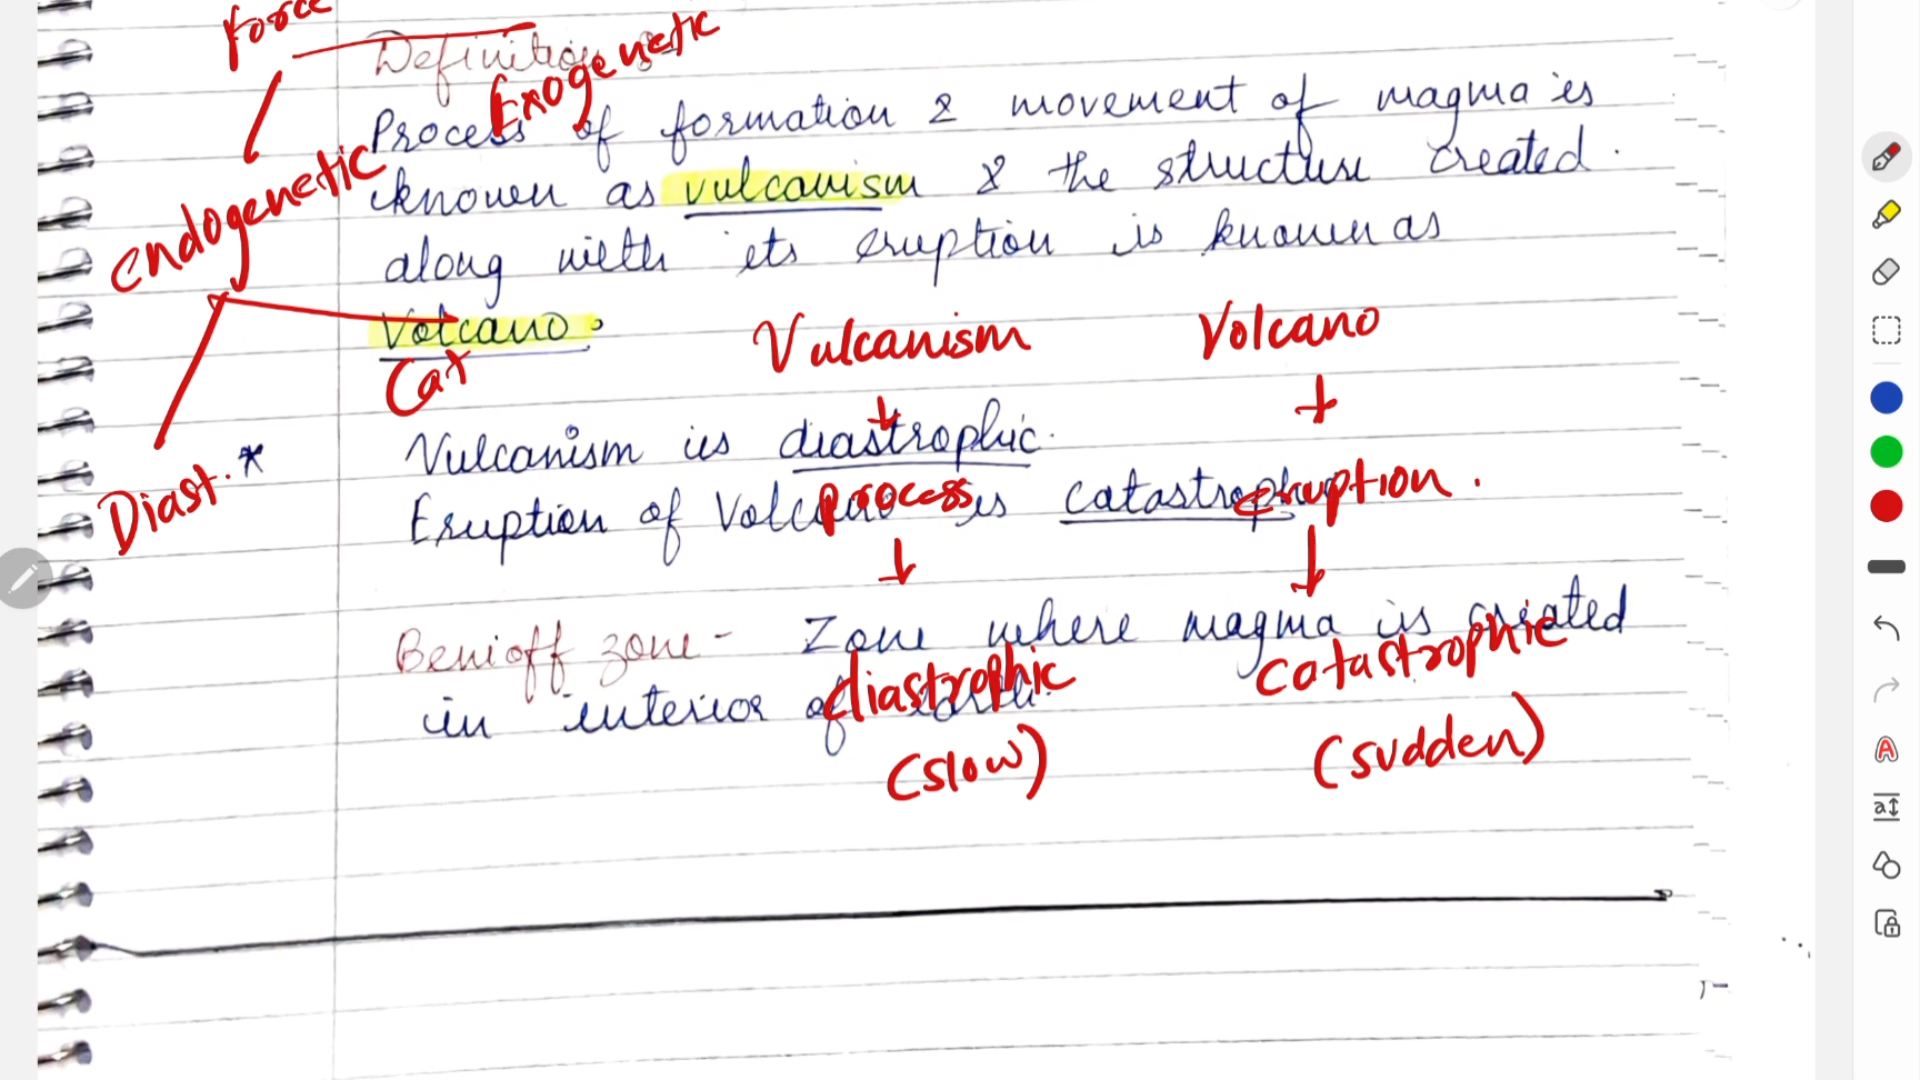 force
Definition :
Exogenetic
Process of formation & movement of magma is
endogenetic
known as vulcanism & the structure created
along with its eruption is known as
Volcano.
Cat
Vulcanism
Volcano
Vulcanism is diastrophic.
Diast. *
process
eruption.
Eruption of Volcano is catastrophic
Benioff zone - Zone where magma is created
in interior of earth.
diastrophic
catastrophic
(slow)
(sudden)